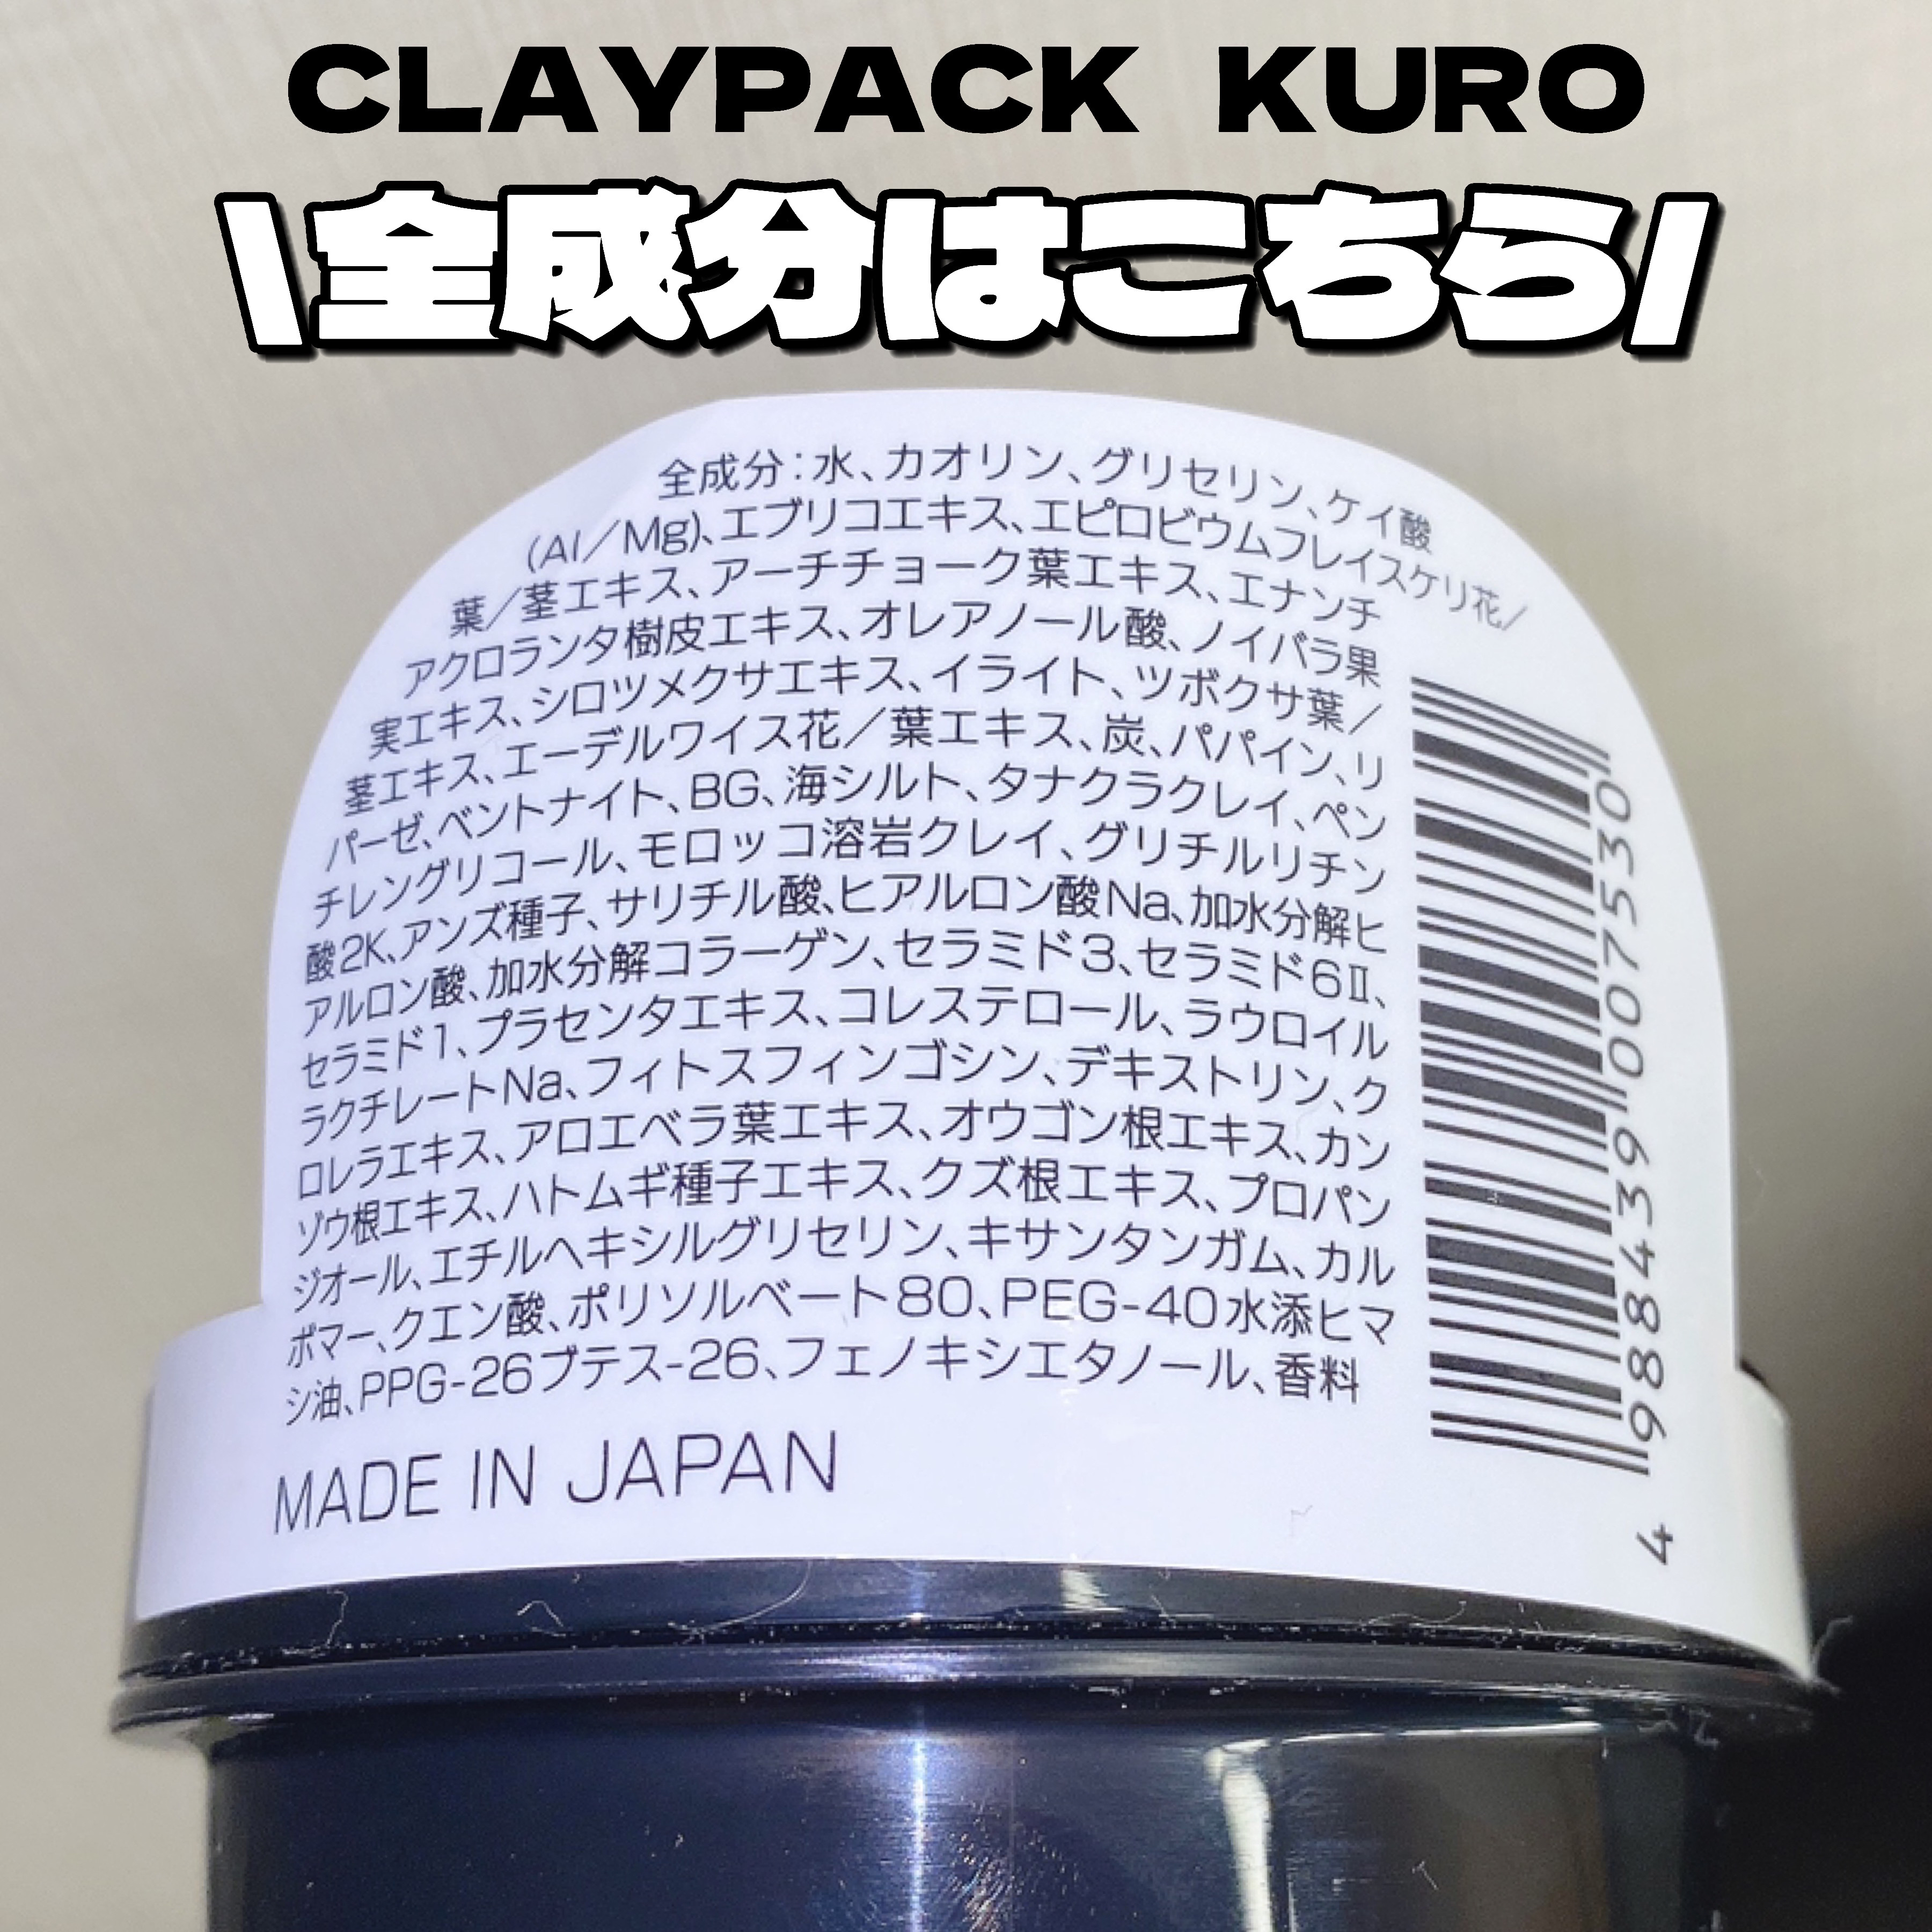 CLAYPACK KURO
\全成分はこちら/
全成分:水、カオリン、グリセリン、ケイ酸
(Al／Mg)、エブリコエキス、エピロビウムフレイスケリ花／
葉／茎エキス、アーチチョーク葉エキス、エナンチ
アクロランタ樹皮エキス、オレアノール酸、ノイバラ果
実エキス、シロツメクサエキス、イライト、ツボクサ葉／
茎エキス、エーデルワイス花／葉エキス、炭、パパイン、リ
パーゼ、ベントナイト、BG、海シルト、タナクラクレイ、ペン
チレングリコール、モロッコ溶岩クレイ、グリチルリチン
酸2K、アンズ種子、サリチル酸、ヒアルロン酸Na、加水分解ヒ
アルロン酸、加水分解コラーゲン、セラミド3、セラミド6Ⅱ、
セラミド1、プラセンタエキス、コレステロール、ラウロイル
ラクチレートNa、フィトスフィンゴシン、デキストリン、ク
ロレラエキス、アロエベラ葉エキス、オウゴン根エキス、カン
ゾウ根エキス、ハトムギ種子エキス、クズ根エキス、プロパン
ジオール、エチルヘキシルグリセリン、キサンタンガム、カル
ボマー、クエン酸、ポリソルベート80、PEG-40水添ヒマ
シ油、PPG-26ブテス-26、フェノキシエタノール、香料
MADE IN JAPAN
4 988439 007530